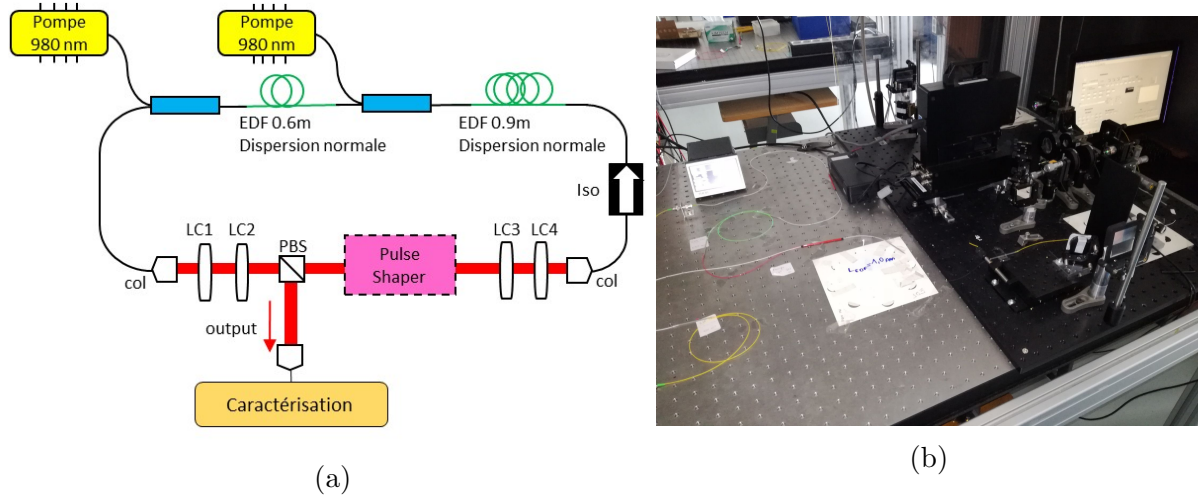 Pompe
980 nm
Pompe
980 nm
EDF 0.6m
Dispersion normale
EDF 0.9m
Dispersion normale
Iso
LC1
LC2
PBS
Pulse
Shaper
LC3
LC4
col
col
output
Caractérisation
(a)
(b)